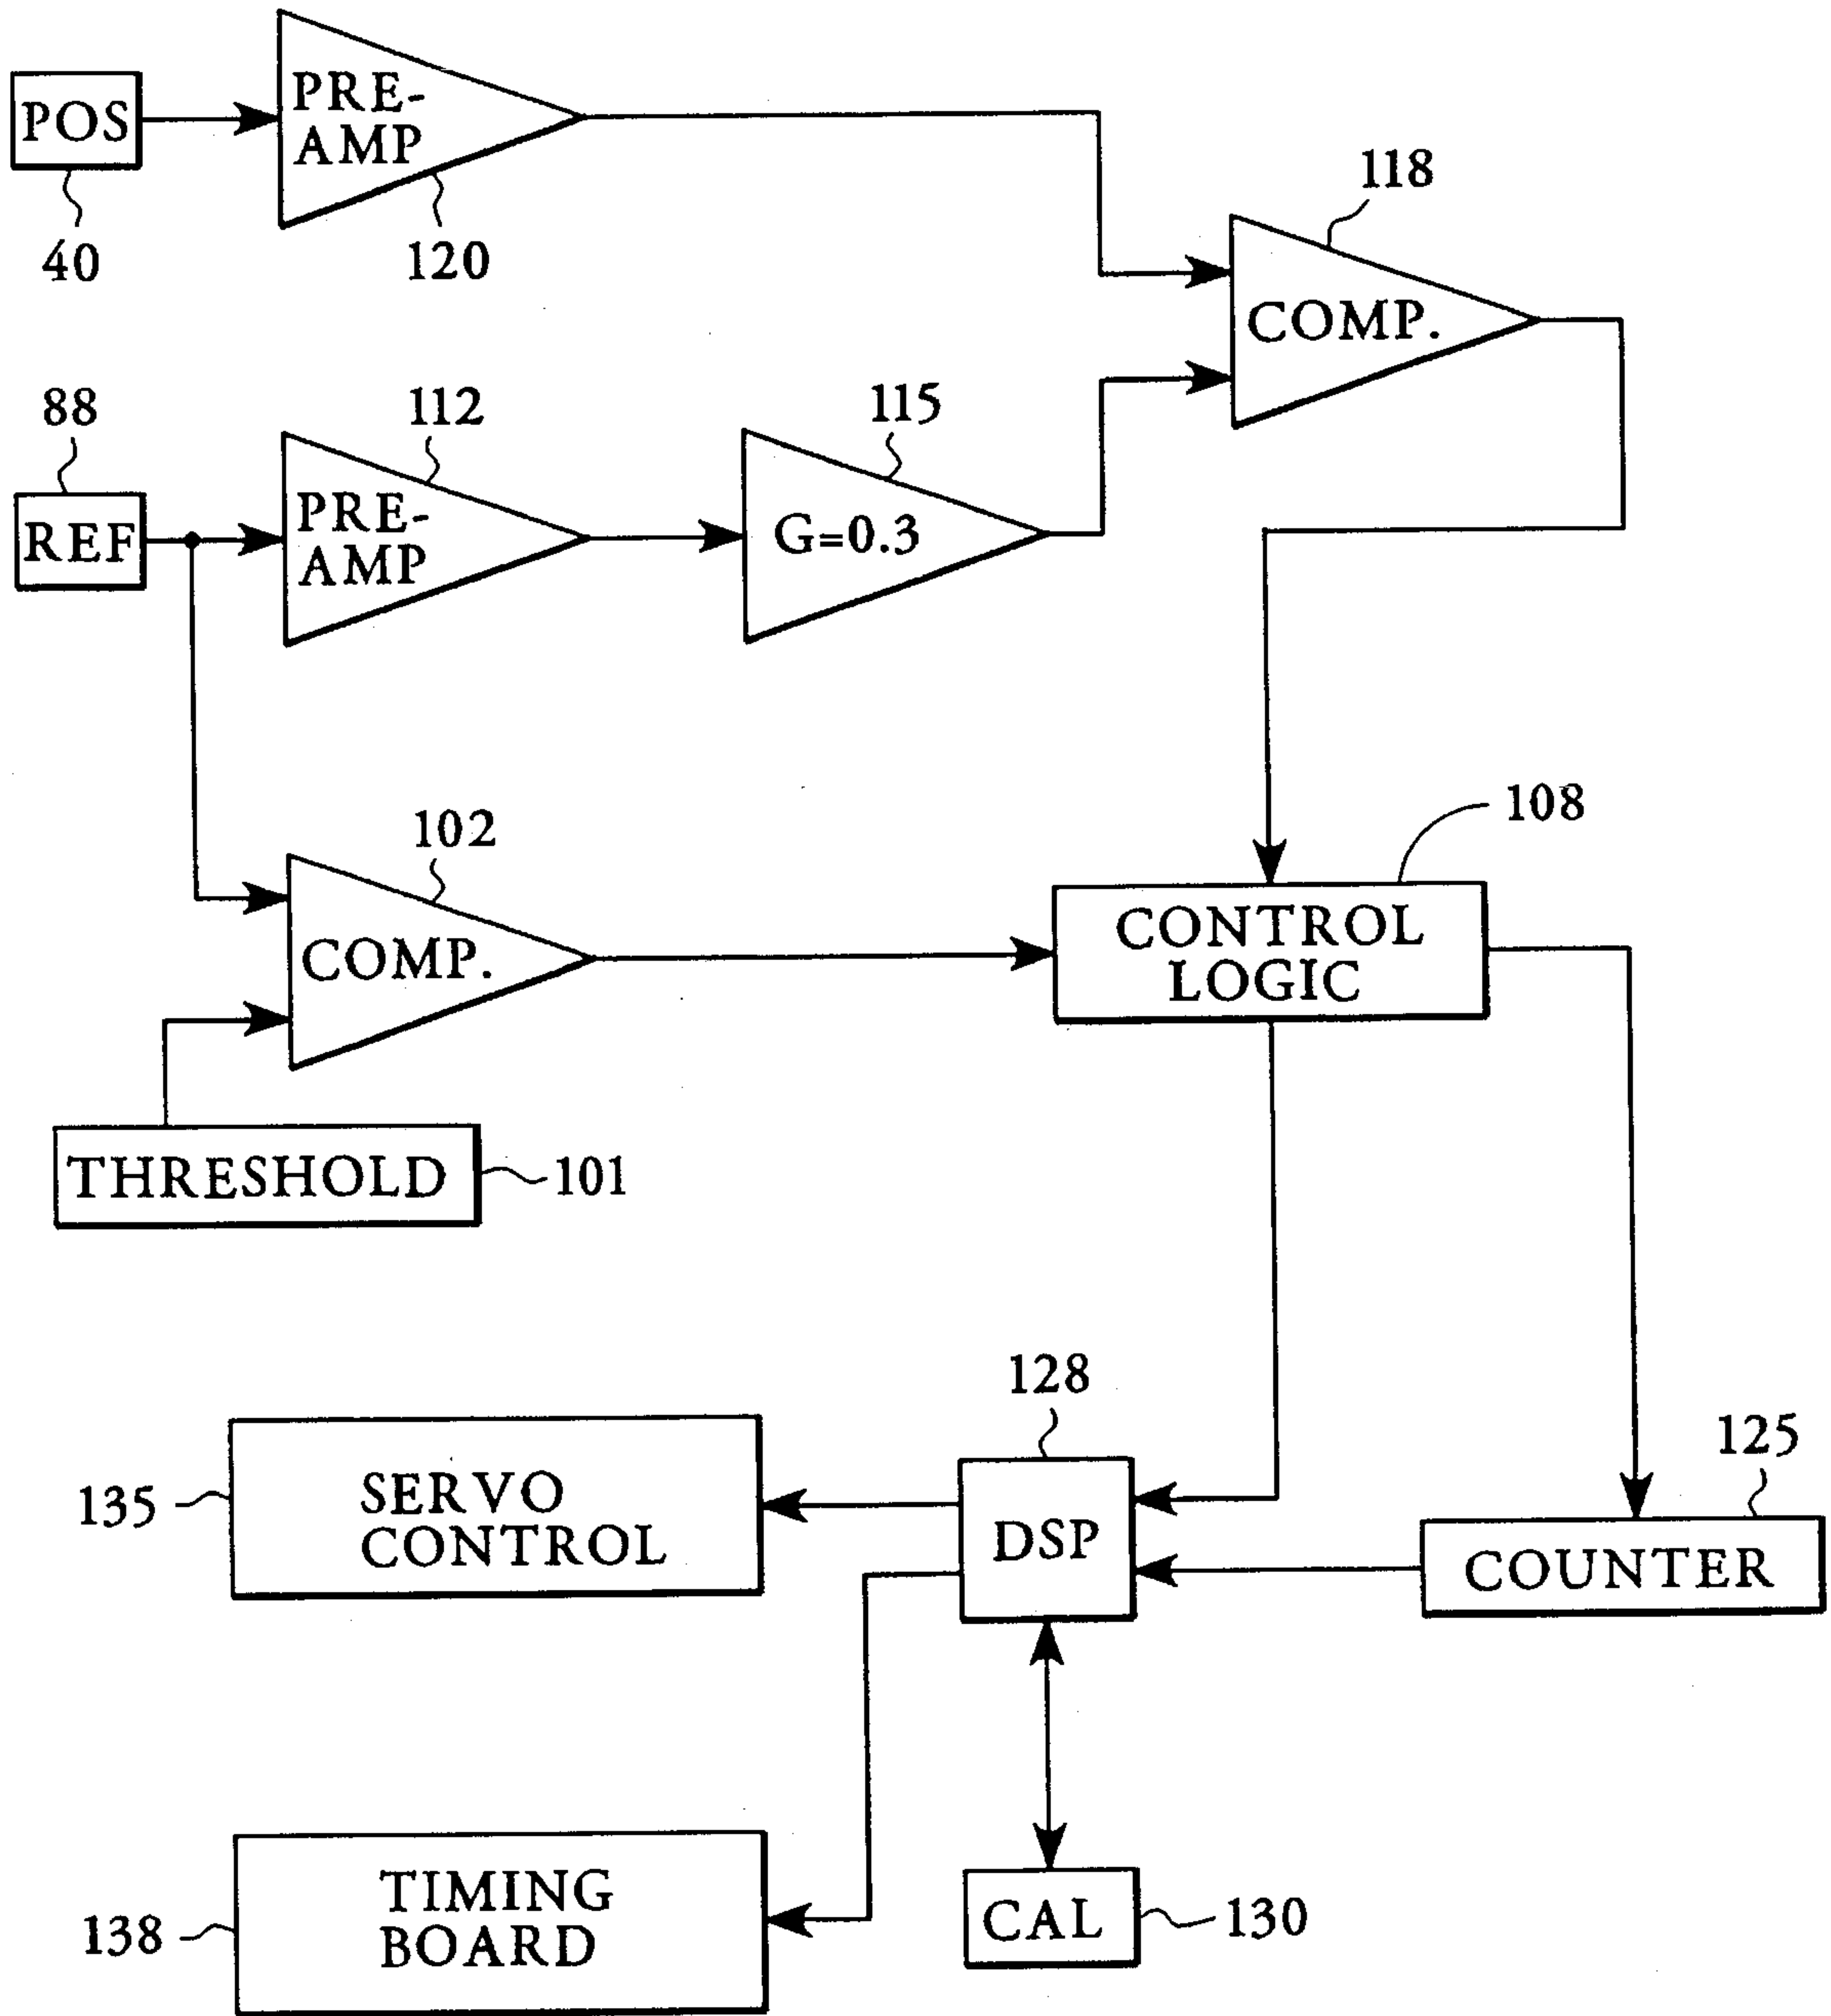 POS
40
PRE-
AMP
120
118
COMP.
88
REF
112
PRE-
AMP
115
G=0.3
102
COMP.
108
CONTROL
LOGIC
THRESHOLD
101
128
DSP
125
COUNTER
135
SERVO
CONTROL
138
TIMING
BOARD
CAL
130